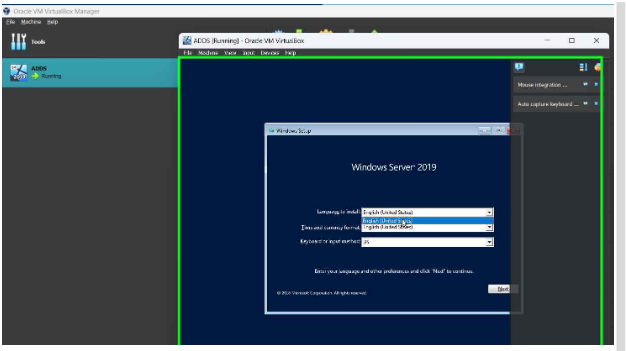 Oracle VM VirtualBox Manager
File Machine Help
Tools
ADDS [Running] - Oracle VM VirtualBox
File Machine View Input Devices Help
ADDS
2019
Running
Mouse integration ...
Auto capture keyboard ...
Windows Setup
Windows Server 2019
Language to install: English (United States)
English (United States)
Time and currency format: English (United States)
Keyboard or input method: US
Enter your language and other preferences and click "Next" to continue.
© 2018 Microsoft Corporation. All rights reserved.
Next